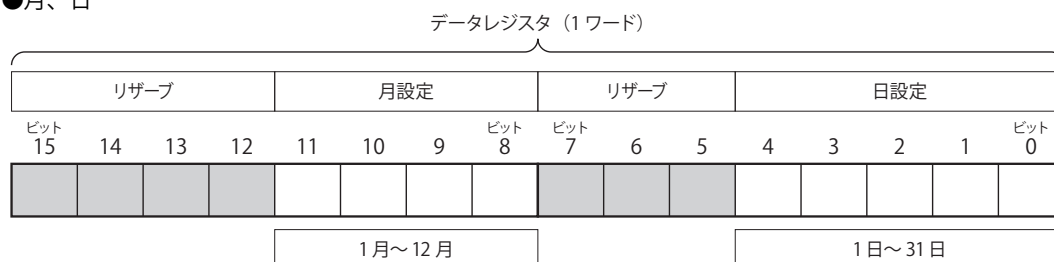 ●月、日
データレジスタ（1 ワード）
リザーブ 月設定 リザーブ 日設定
ビット ビット ビット ビット
15 14 13 12 11 10 9 8 7 6 5 4 3 2 1 0
1 月～ 12 月 1 日～ 31 日